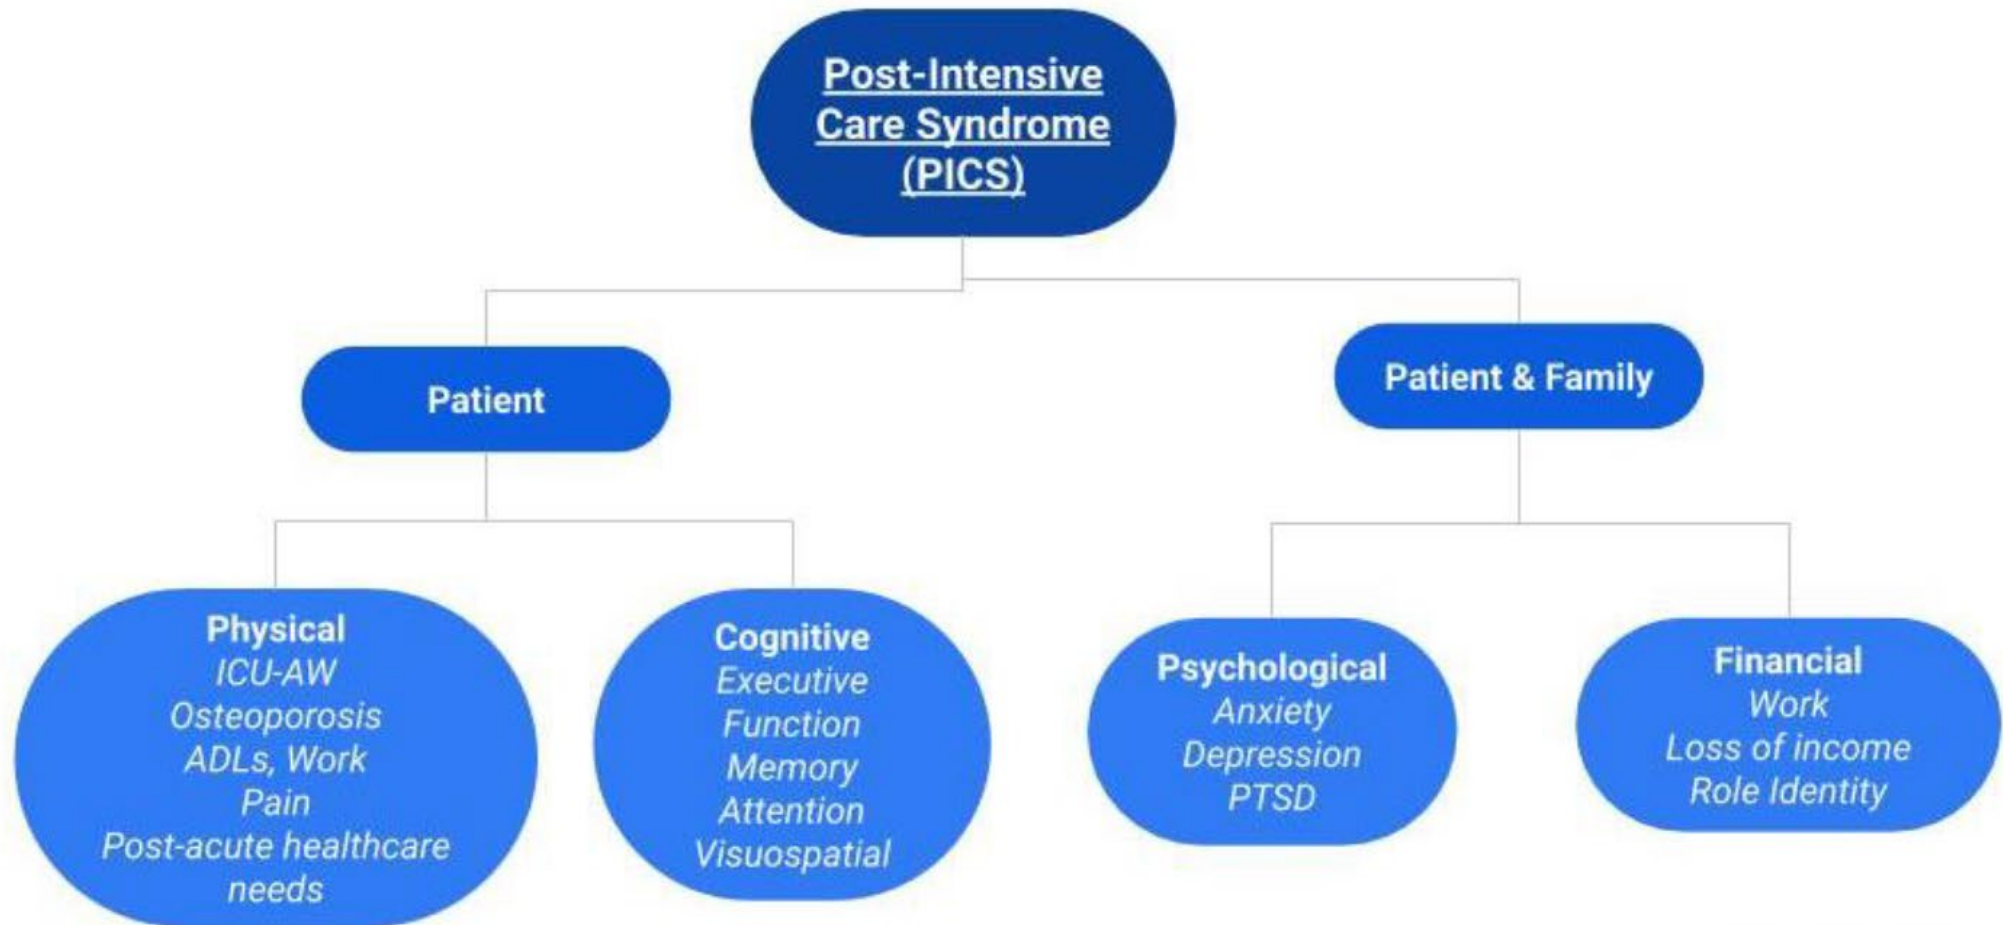 Post-Intensive
Care Syndrome
(PICS)
Patient
Patient & Family
Physical
ICU-AW
Osteoporosis
ADLs, Work
Pain
Post-acute healthcare
needs
Cognitive
Executive
Function
Memory
Attention
Visuospatial
Psychological
Anxiety
Depression
PTSD
Financial
Work
Loss of income
Role Identity